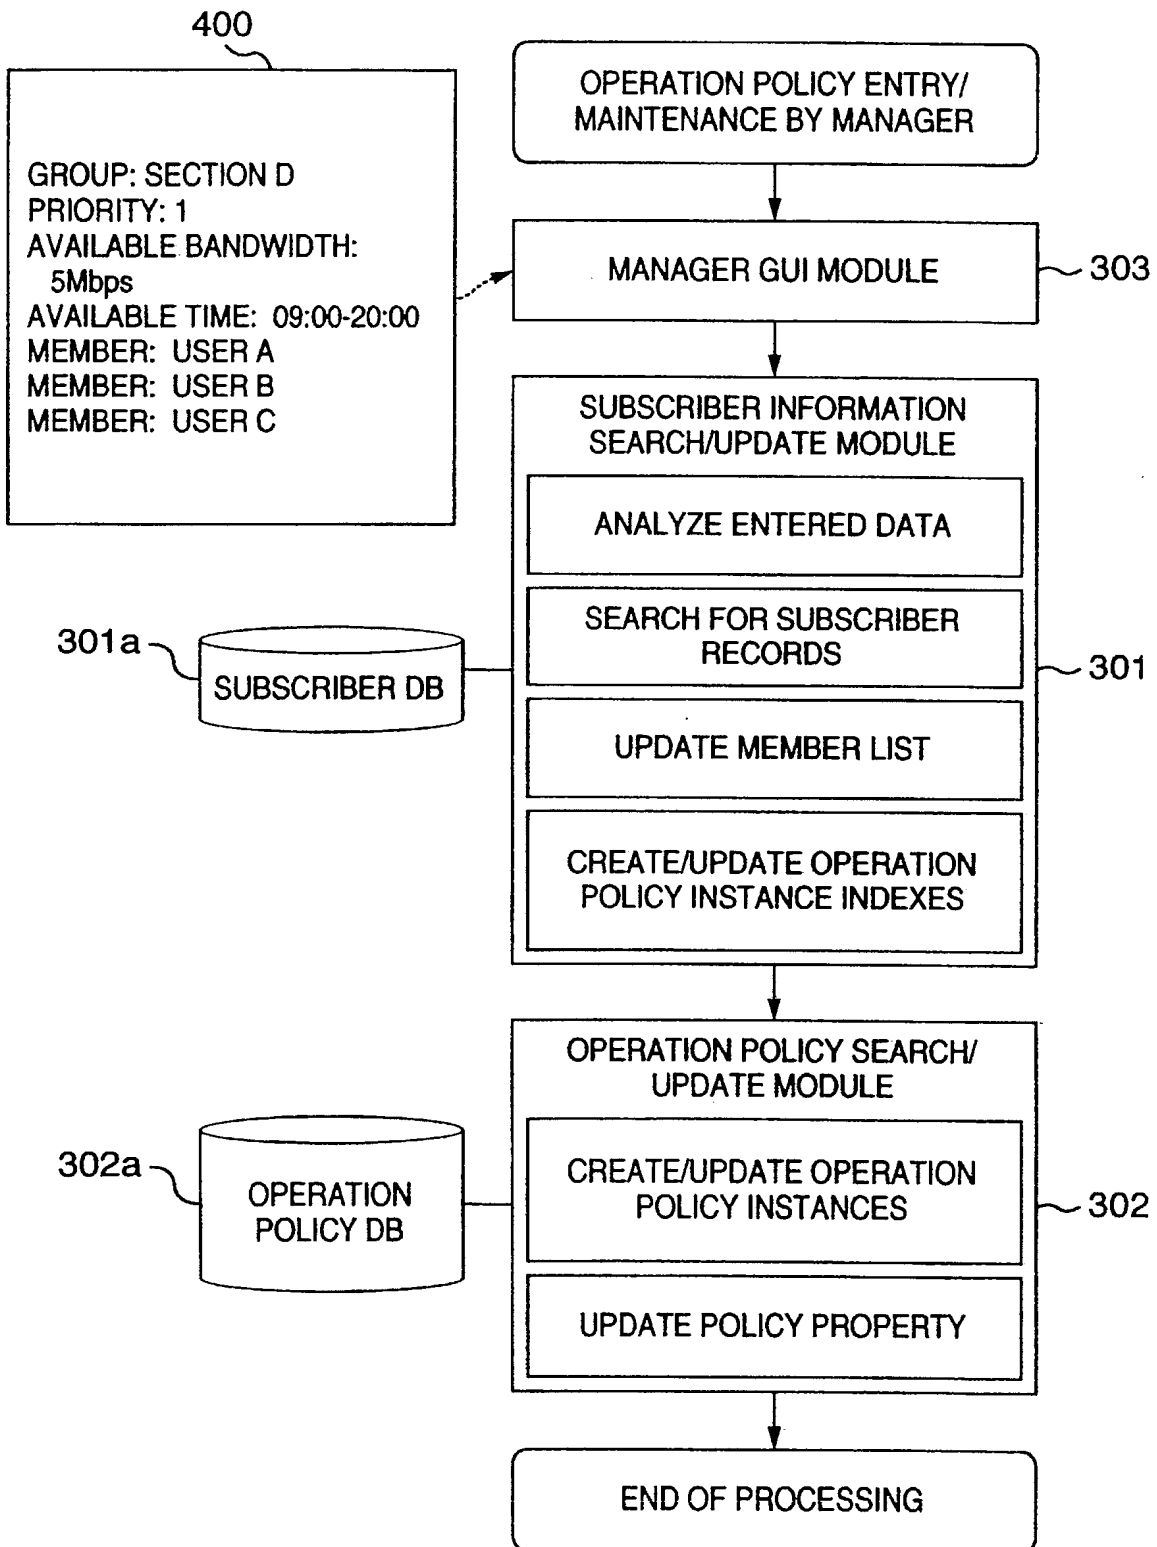 400
GROUP: SECTION D
PRIORITY: 1
AVAILABLE BANDWIDTH:
5Mbps
AVAILABLE TIME: 09:00-20:00
MEMBER: USER A
MEMBER: USER B
MEMBER: USER C
OPERATION POLICY ENTRY/
MAINTENANCE BY MANAGER
MANAGER GUI MODULE
303
SUBSCRIBER INFORMATION
SEARCH/UPDATE MODULE
ANALYZE ENTERED DATA
SEARCH FOR SUBSCRIBER
RECORDS
UPDATE MEMBER LIST
CREATE/UPDATE OPERATION
POLICY INSTANCE INDEXES
301
301a
SUBSCRIBER DB
OPERATION POLICY SEARCH/
UPDATE MODULE
CREATE/UPDATE OPERATION
POLICY INSTANCES
UPDATE POLICY PROPERTY
302
302a
OPERATION
POLICY DB
END OF PROCESSING